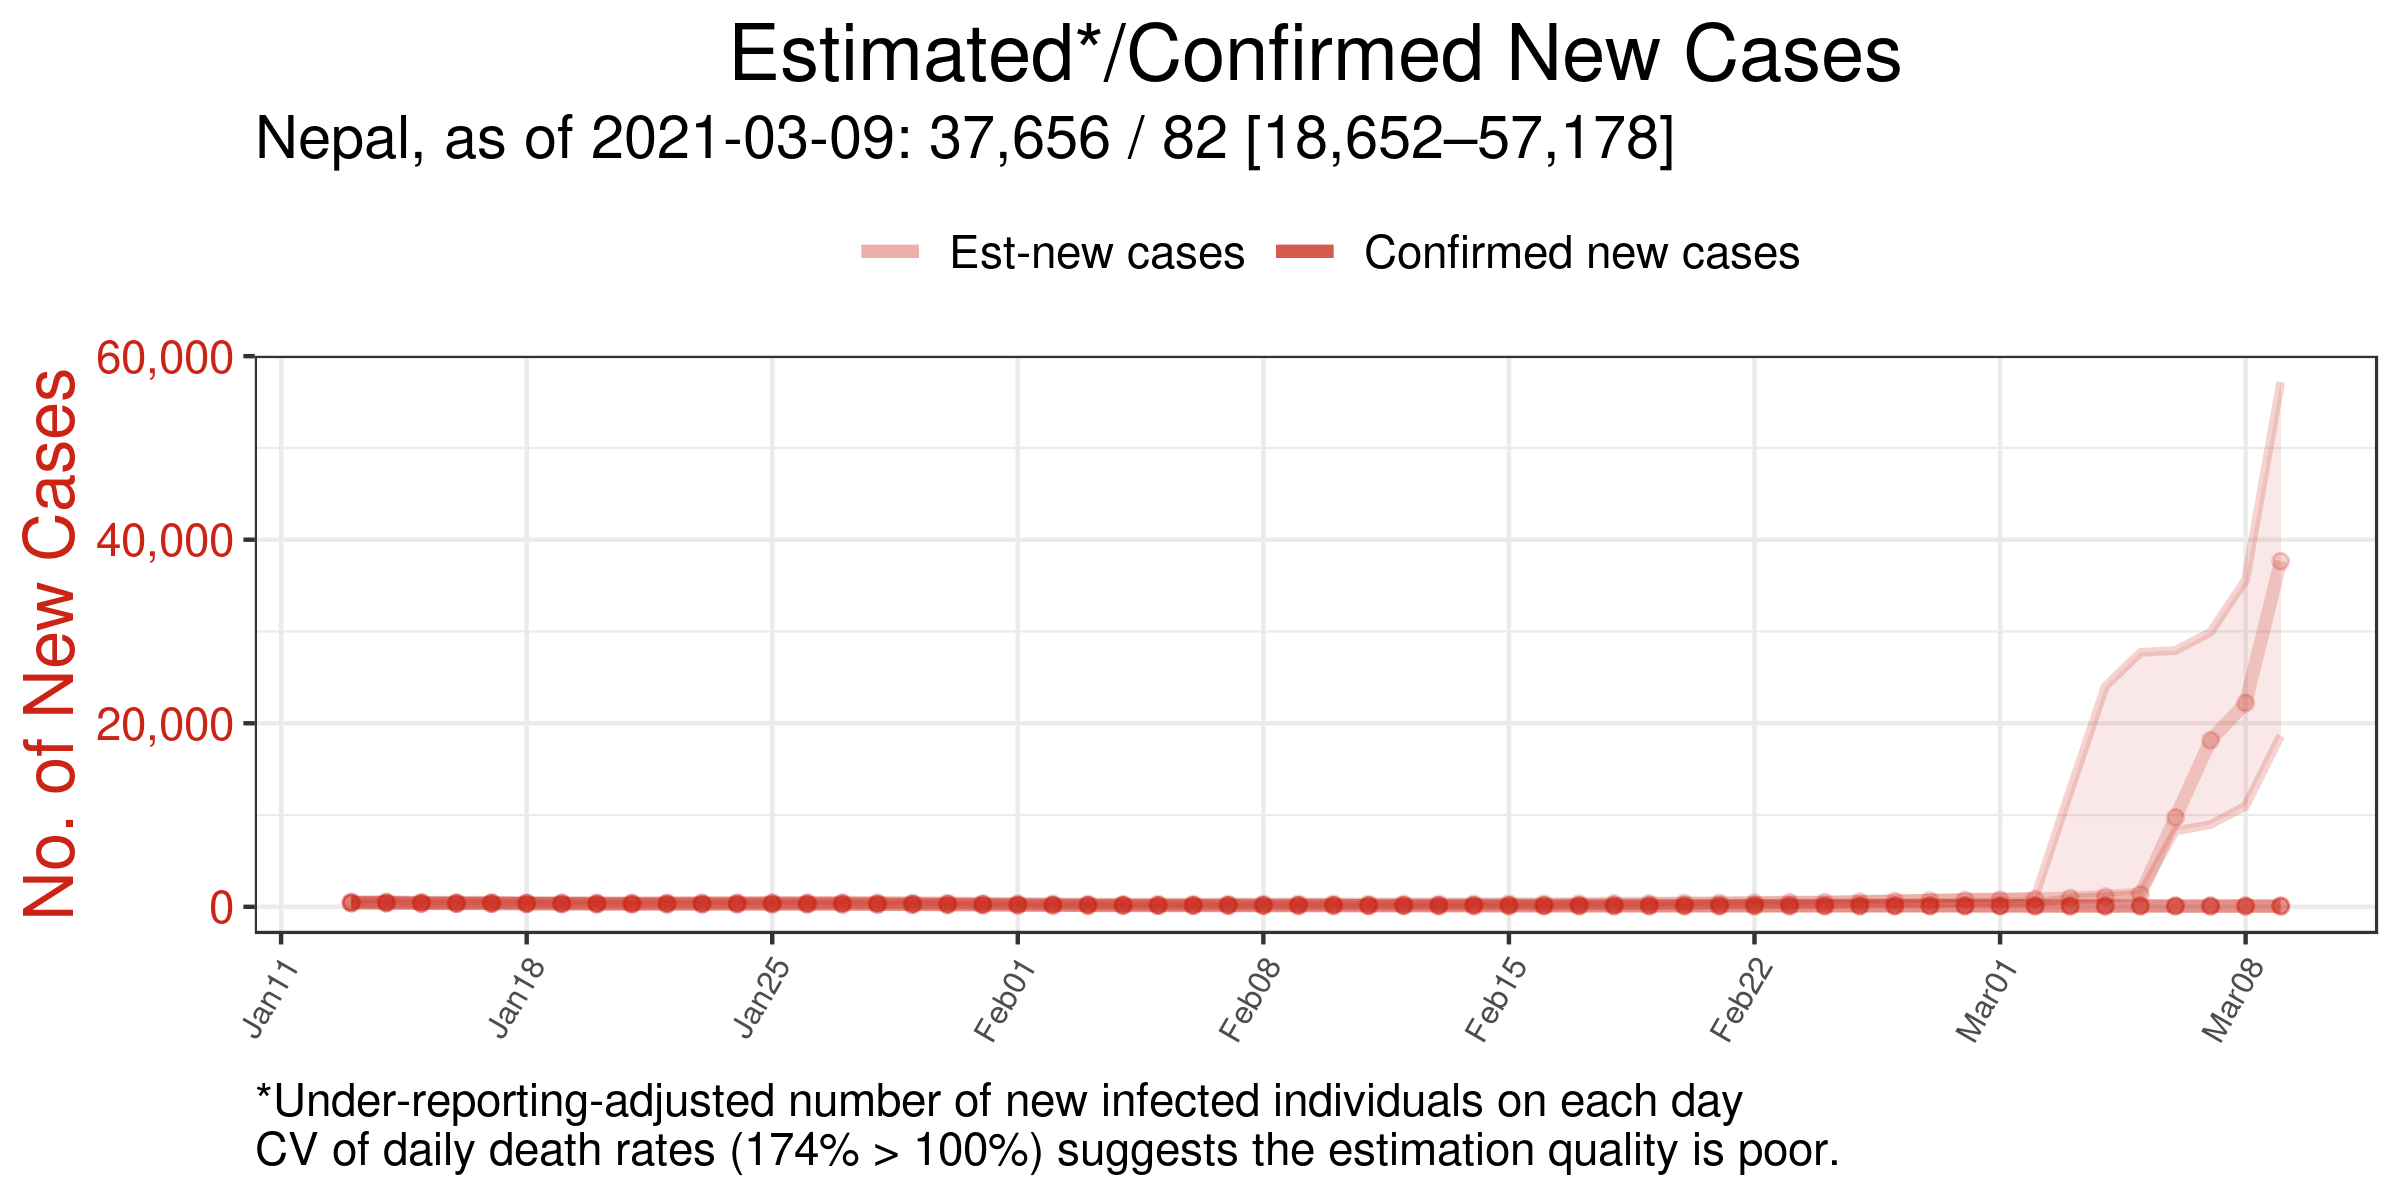 Estimated*/Confirmed New Cases
Nepal, as of 2021-03-09: 37,656 / 82 [18,652–57,178]
Est-new cases
Confirmed new cases
No. of New Cases
60,000
40,000
20,000
0
Jan11
Jan18
Jan25
Feb01
Feb08
Feb15
Feb22
Mar01
Mar08
*Under-reporting-adjusted number of new infected individuals on each day
CV of daily death rates (174% > 100%) suggests the estimation quality is poor.